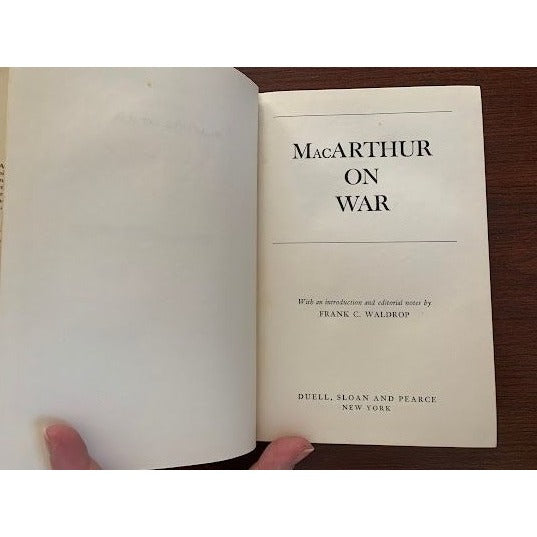 MacARTHUR
ON
WAR
With an introduction and editorial notes by
FRANK C. WALDROP
DUELL, SLOAN AND PEARCE
NEW YORK